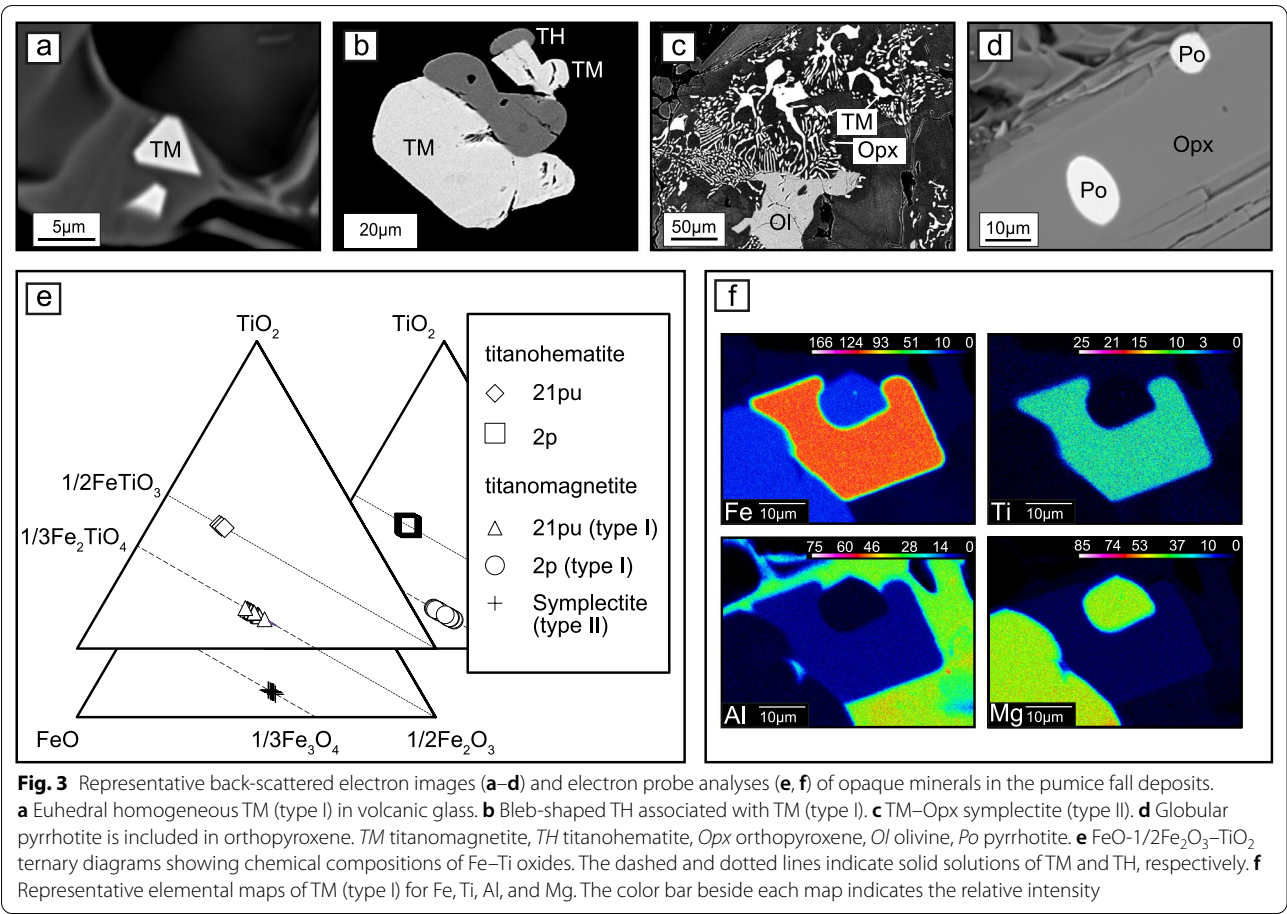 a
TM
5µm
b
TH
TM
TM
20µm
c
TM
Opx
Ol
50µm
d
Po
Opx
Po
10µm
e
TiO2
TiO2
1/2FeTiO3
1/3Fe2TiO4
FeO
1/3Fe3O4
1/2Fe2O3
titanohematite
21pu
2p
titanomagnetite
21pu (type I)
2p (type I)
Symplectite
(type II)
f
166 124 93 51 10 0
Fe 10µm
25 21 15 10 3 0
Ti 10µm
75 60 46 28 14 0
Al 10µm
85 74 53 37 10 0
Mg 10µm
Fig. 3 Representative back-scattered electron images (a–d) and electron probe analyses (e, f) of opaque minerals in the pumice fall deposits.
a Euhedral homogeneous TM (type I) in volcanic glass. b Bleb-shaped TH associated with TM (type I). c TM–Opx symplectite (type II). d Globular
pyrrhotite is included in orthopyroxene. TM titanomagnetite, TH titanohematite, Opx orthopyroxene, Ol olivine, Po pyrrhotite. e FeO-1/2Fe2O3–TiO2
ternary diagrams showing chemical compositions of Fe–Ti oxides. The dashed and dotted lines indicate solid solutions of TM and TH, respectively. f
Representative elemental maps of TM (type I) for Fe, Ti, Al, and Mg. The color bar beside each map indicates the relative intensity